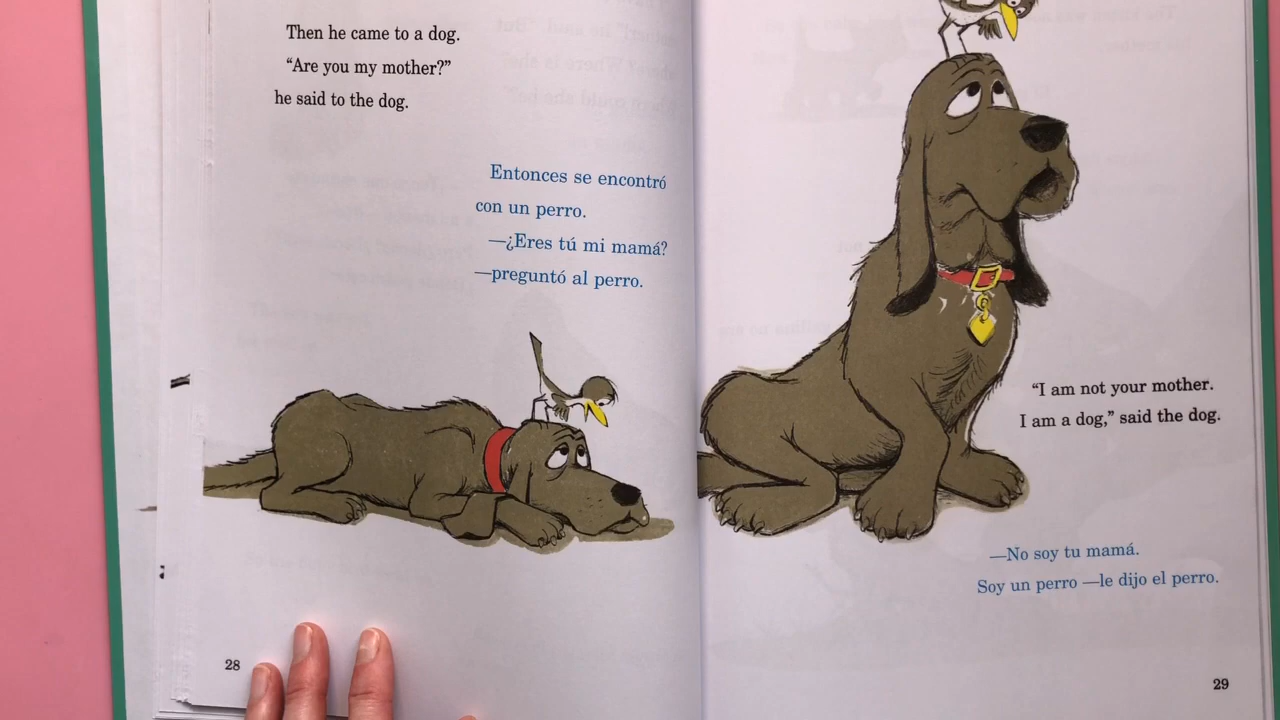 Then he came to a dog.
“Are you my mother?”
he said to the dog.
Entonces se encontró
con un perro.
—¿Eres tú mi mamá?
—preguntó al perro.
28
“I am not your mother.
I am a dog,” said the dog.
—No soy tu mamá.
Soy un perro —le dijo el perro.
29